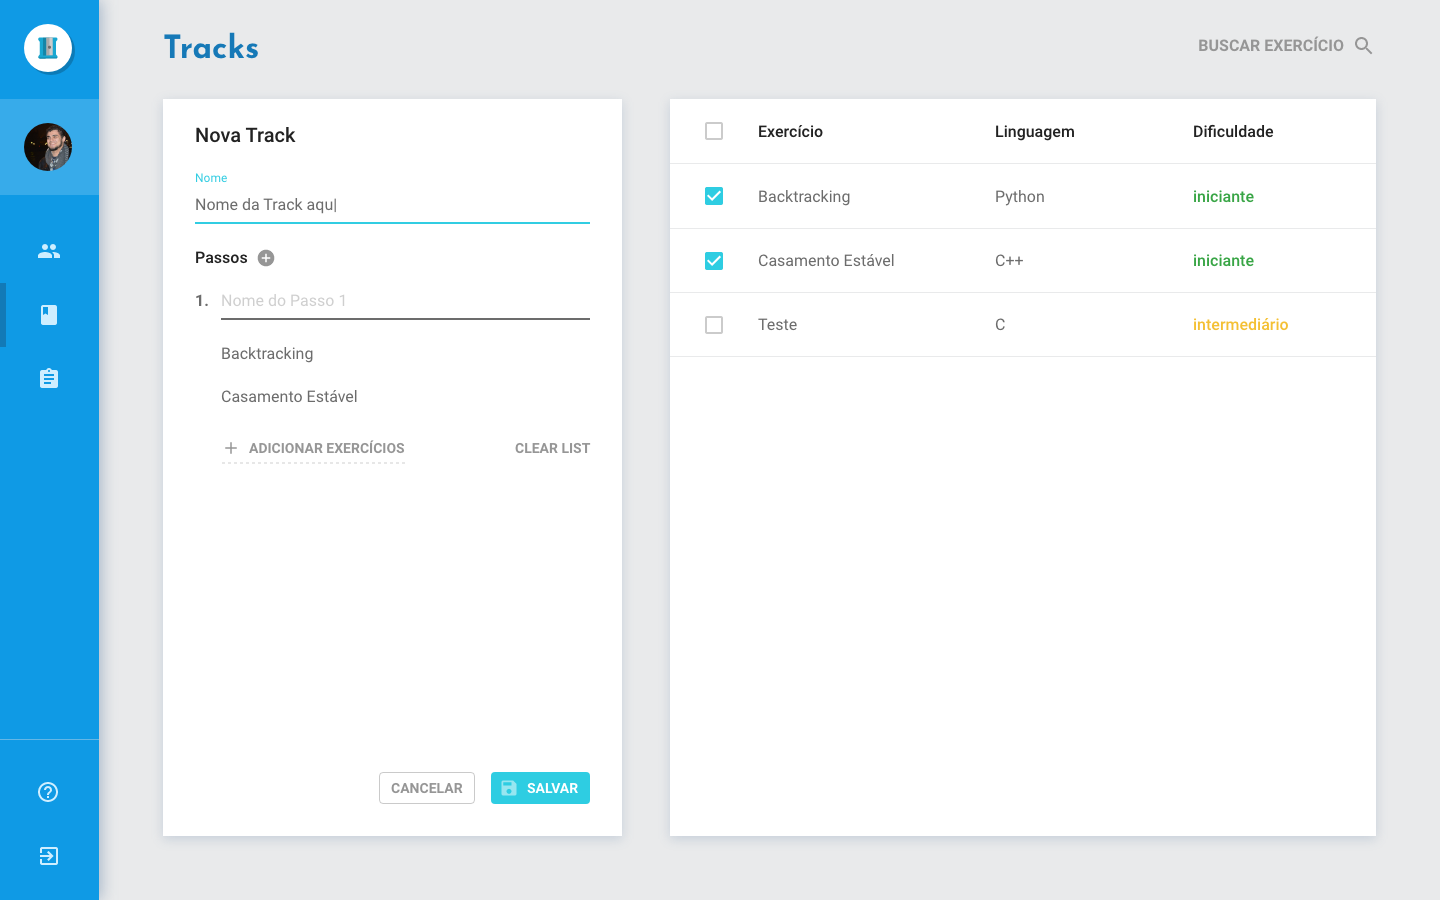 Tracks
BUSCAR EXERCÍCIO
Nova Track
Nome
Nome da Track aqu|
Passos
1. Nome do Passo 1
Backtracking
Casamento Estável
ADICIONAR EXERCÍCIOS CLEAR LIST
CANCELAR SALVAR
Exercício Linguagem Dificuldade
Backtracking Python iniciante
Casamento Estável C++ iniciante
Teste C intermediário